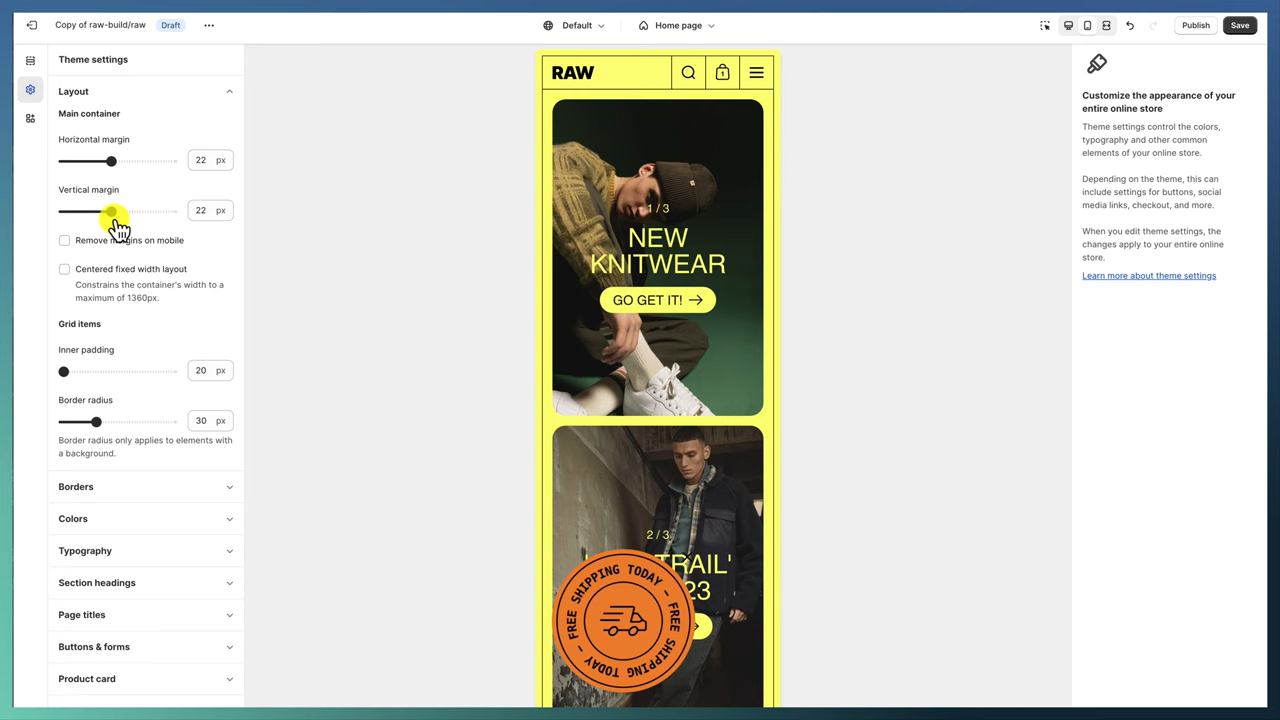 Copy of raw-build/raw
Draft
Default
Home page
Publish
Save
Theme settings
Layout
Main container
Horizontal margin
22 px
Vertical margin
22 px
Remove margins on mobile
Centered fixed width layout
Constrains the container's width to a
maximum of 1360px.
Grid items
Inner padding
20 px
Border radius
30 px
Border radius only applies to elements with
a background.
Borders
Colors
Typography
Section headings
Page titles
Buttons & forms
Product card
RAW
1
1 / 3
NEW
KNITWEAR
GO GET IT!
2 / 3
TRAIL'
23
FREE SHIPPING TODAY – FREE SHIPPING TODAY –
Customize the appearance of your
entire online store
Theme settings control the colors,
typography and other common
elements of your online store.
Depending on the theme, this can
include settings for buttons, social
media links, checkout, and more.
When you edit theme settings, the
changes apply to your entire online
store.
Learn more about theme settings